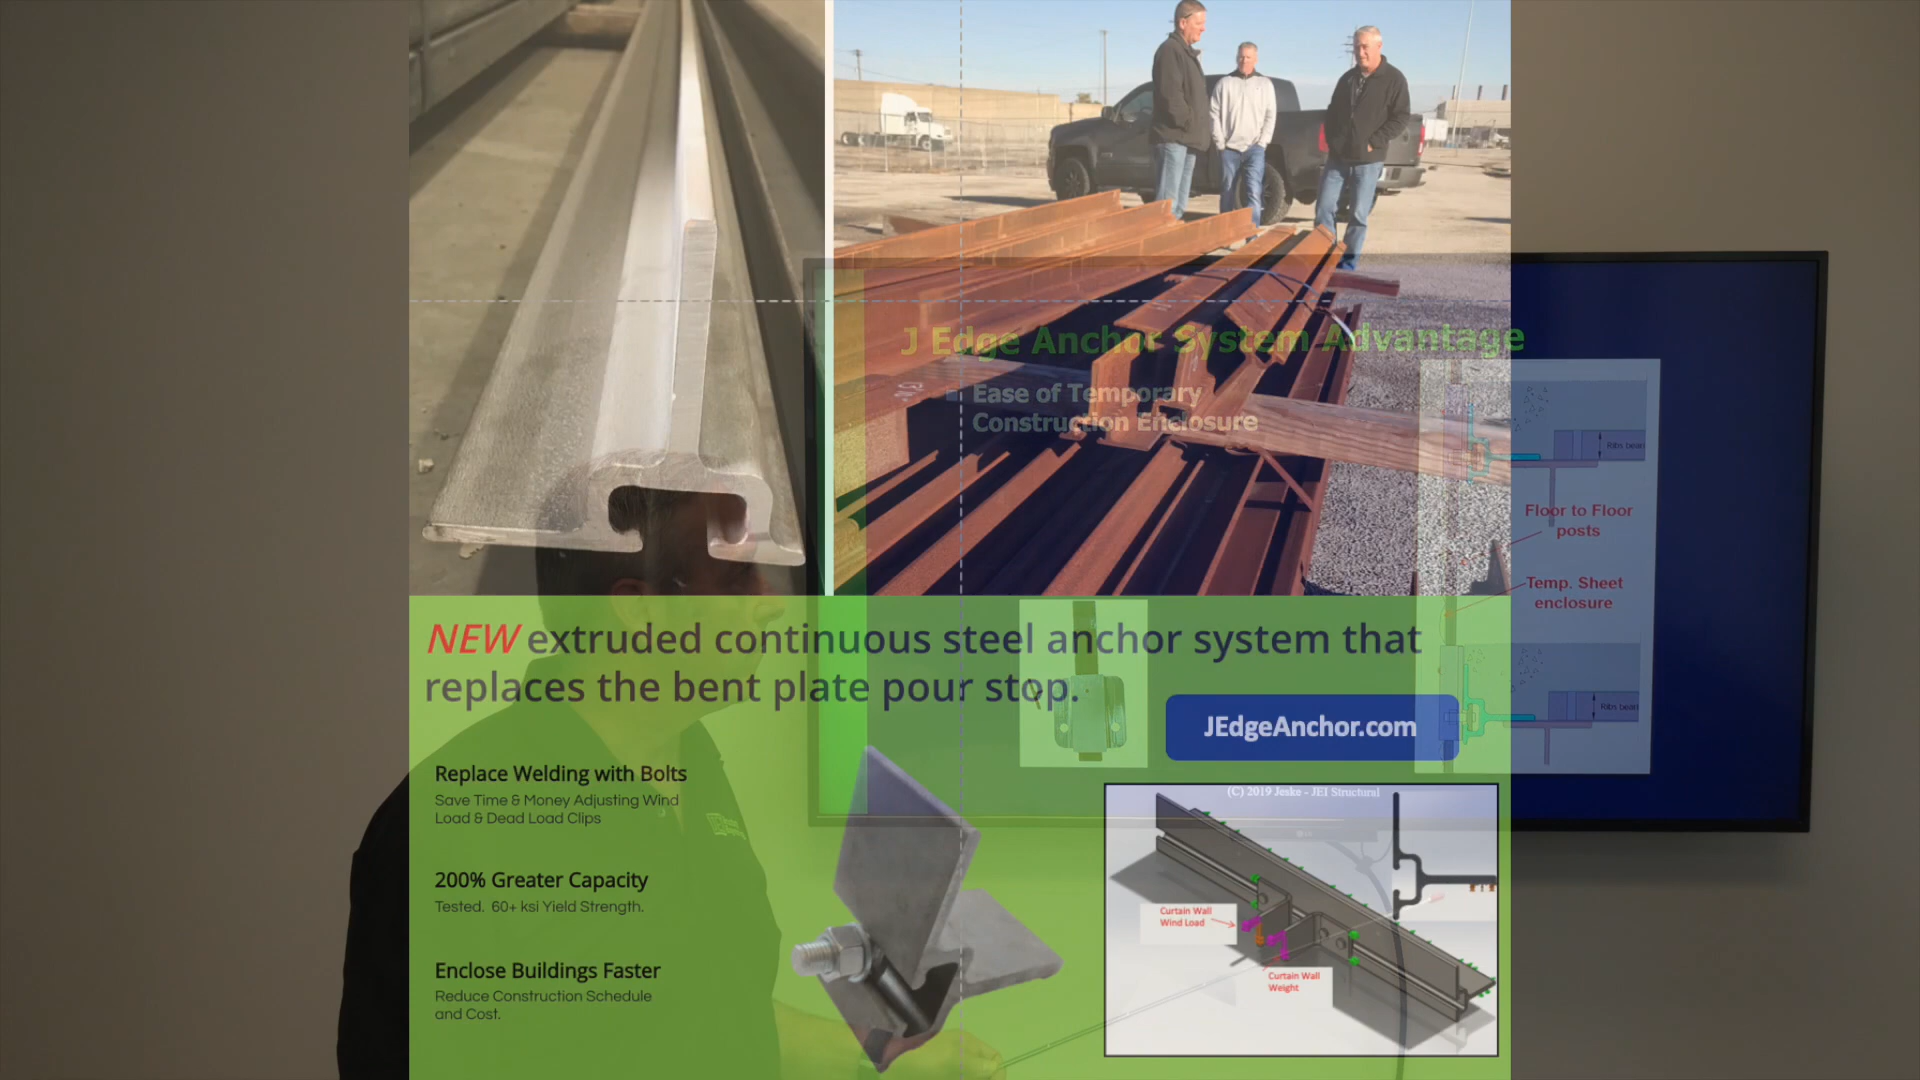 J Edge Anchor System Advantage
Ease of Temporary
Construction Enclosure
Ribs bearing
Floor to Floor
posts
Temp. Sheet
enclosure
NEW extruded continuous steel anchor system that
replaces the bent plate pour stop.
JEdgeAnchor.com
Replace Welding with Bolts
Save Time & Money Adjusting Wind
Load & Dead Load Clips
200% Greater Capacity
Tested. 60+ ksi Yield Strength.
Enclose Buildings Faster
Reduce Construction Schedule
and Cost.
(C) 2019 Jeske - JEI Structural
LG
Curtain Wall
Wind Load
Curtain Wall
Weight